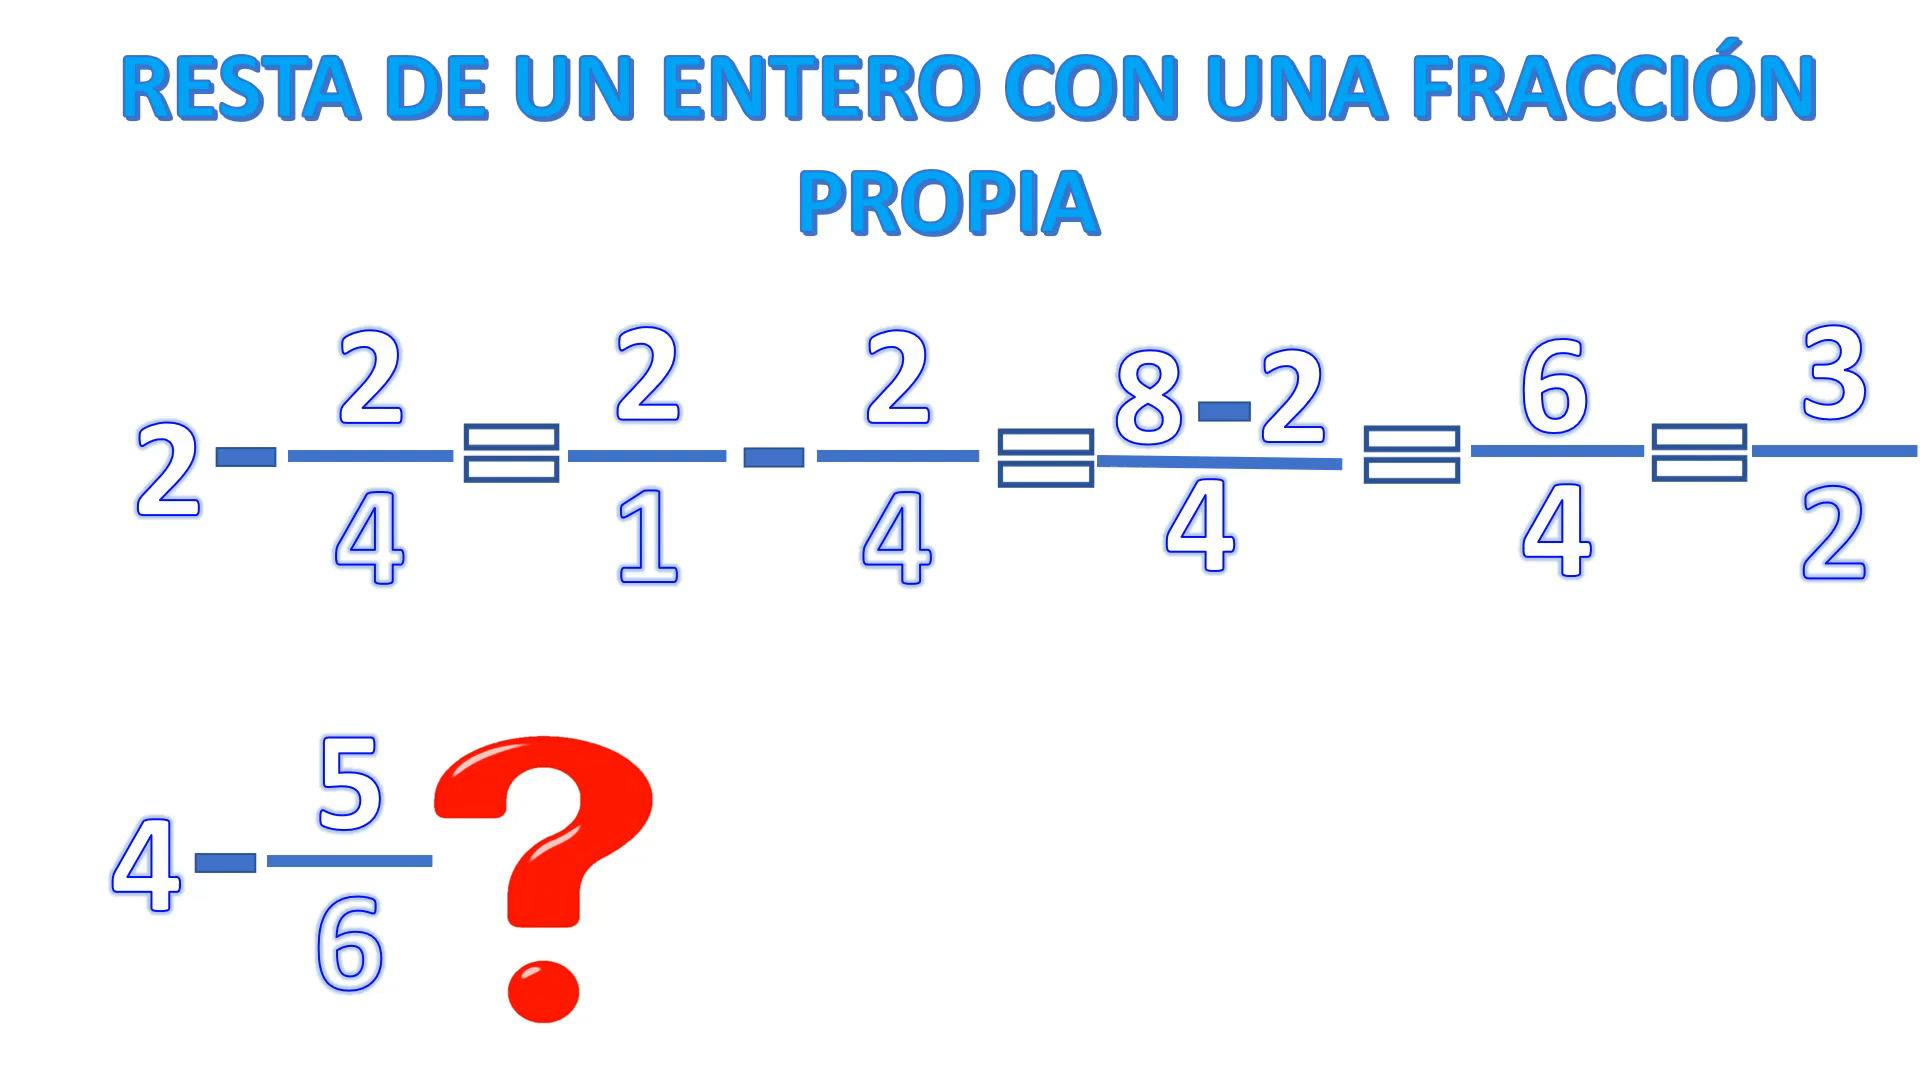 RESTA DE UN ENTERO CON UNA FRACCIÓN
PROPIA
2 - 2/4 = 2/1 - 2/4 = 8-2/4 = 6/4 = 3/2
4 - 5/6 ?